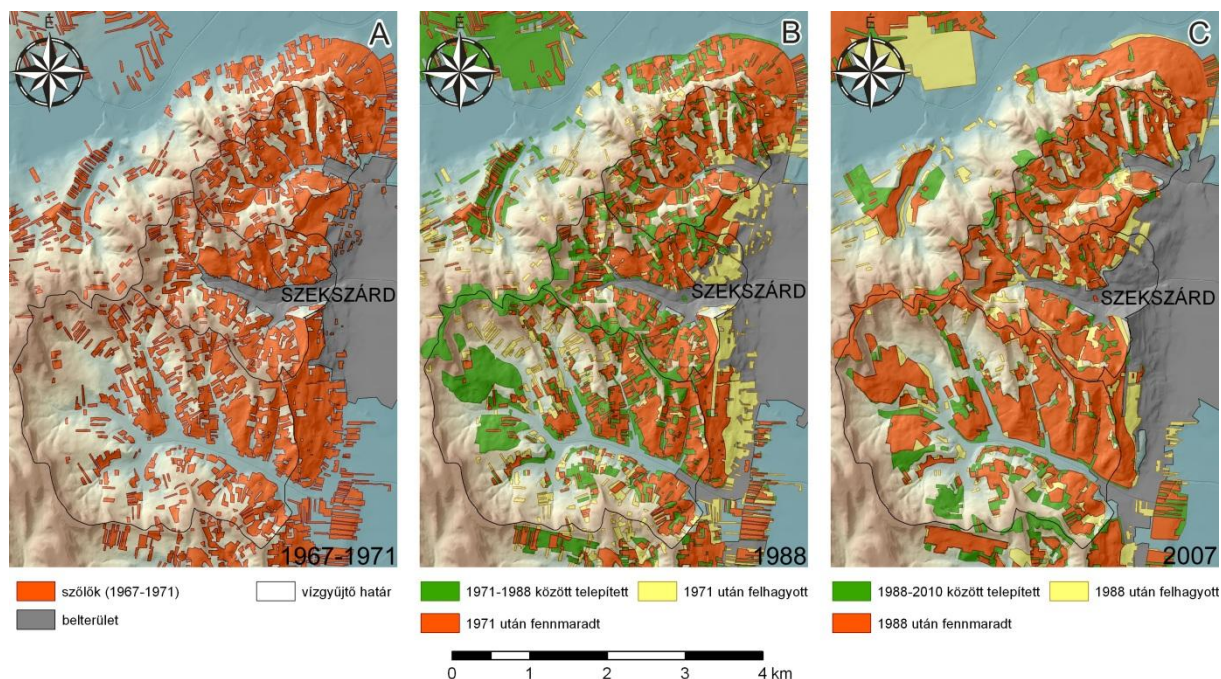 É
A
SZEKSZÁRD
1967-1971
É
B
SZEKSZÁRD
1988
É
C
SZEKSZÁRD
2007
szőlők (1967-1971)
vízgyűjtő határ
belterület
1971-1988 között telepített
1971 után felhagyott
1971 után fennmaradt
1988-2010 között telepített
1988 után felhagyott
1988 után fennmaradt
0 1 2 3 4 km